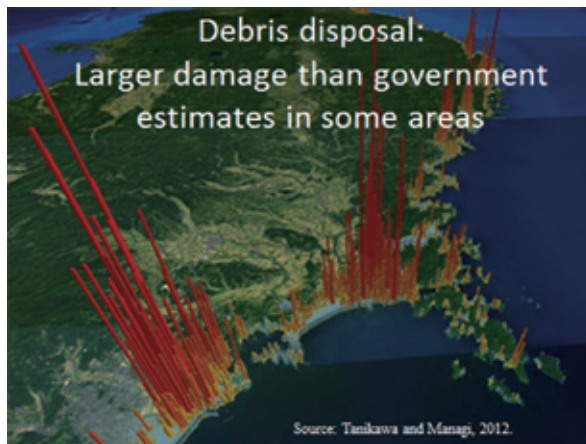 Debris disposal:
Larger damage than government
estimates in some areas
Source: Tanikawa and Managi, 2012.